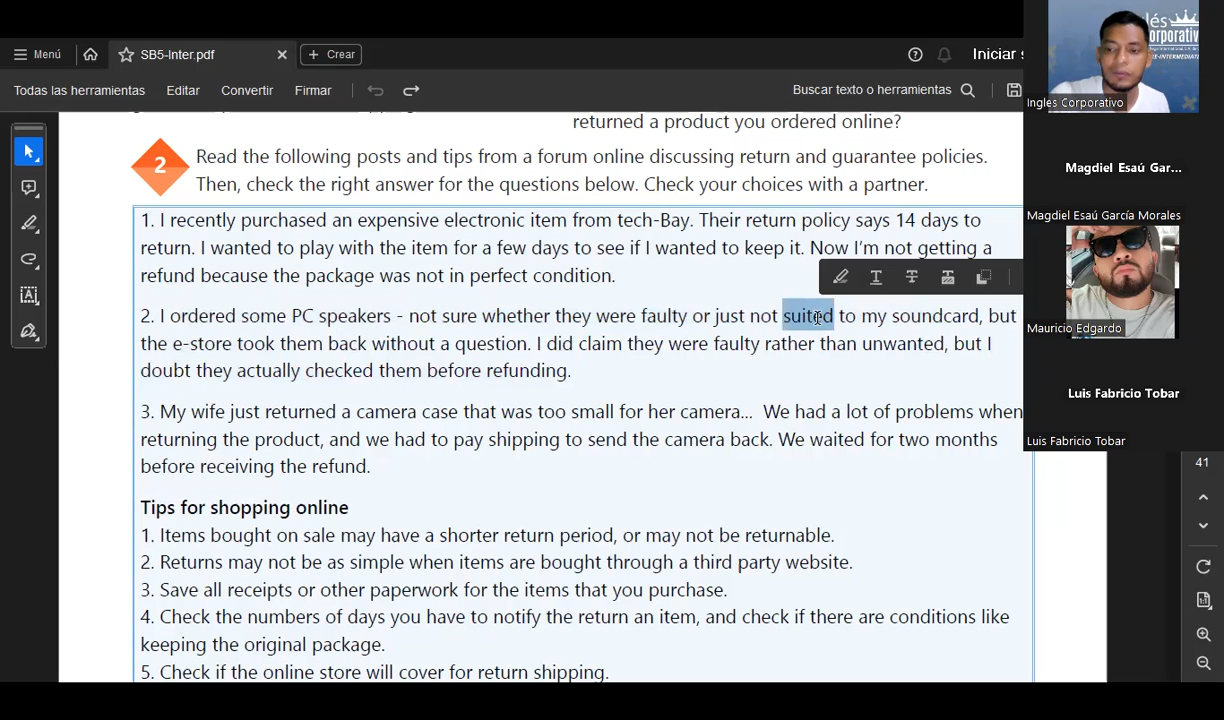 Menú
SB5-Inter.pdf
Crear
Iniciar s
Todas las herramientas
Editar
Convertir
Firmar
Buscar texto o herramientas
returned a product you ordered online?
2
Read the following posts and tips from a forum online discussing return and guarantee policies.
Then, check the right answer for the questions below. Check your choices with a partner.
1. I recently purchased an expensive electronic item from tech-Bay. Their return policy says 14 days to
return. I wanted to play with the item for a few days to see if I wanted to keep it. Now I'm not getting a
refund because the package was not in perfect condition.
2. I ordered some PC speakers - not sure whether they were faulty or just not suited to my soundcard, but
the e-store took them back without a question. I did claim they were faulty rather than unwanted, but I
doubt they actually checked them before refunding.
3. My wife just returned a camera case that was too small for her camera... We had a lot of problems when
returning the product, and we had to pay shipping to send the camera back. We waited for two months
before receiving the refund.
Tips for shopping online
1. Items bought on sale may have a shorter return period, or may not be returnable.
2. Returns may not be as simple when items are bought through a third party website.
3. Save all receipts or other paperwork for the items that you purchase.
4. Check the numbers of days you have to notify the return an item, and check if there are conditions like
keeping the original package.
5. Check if the online store will cover for return shipping.
41
Ingles Corporativo
Magdiel Esaú Gar...
Magdiel Esaú García Morales
Mauricio Edgardo
Luis Fabricio Tobar
Luis Fabricio Tobar